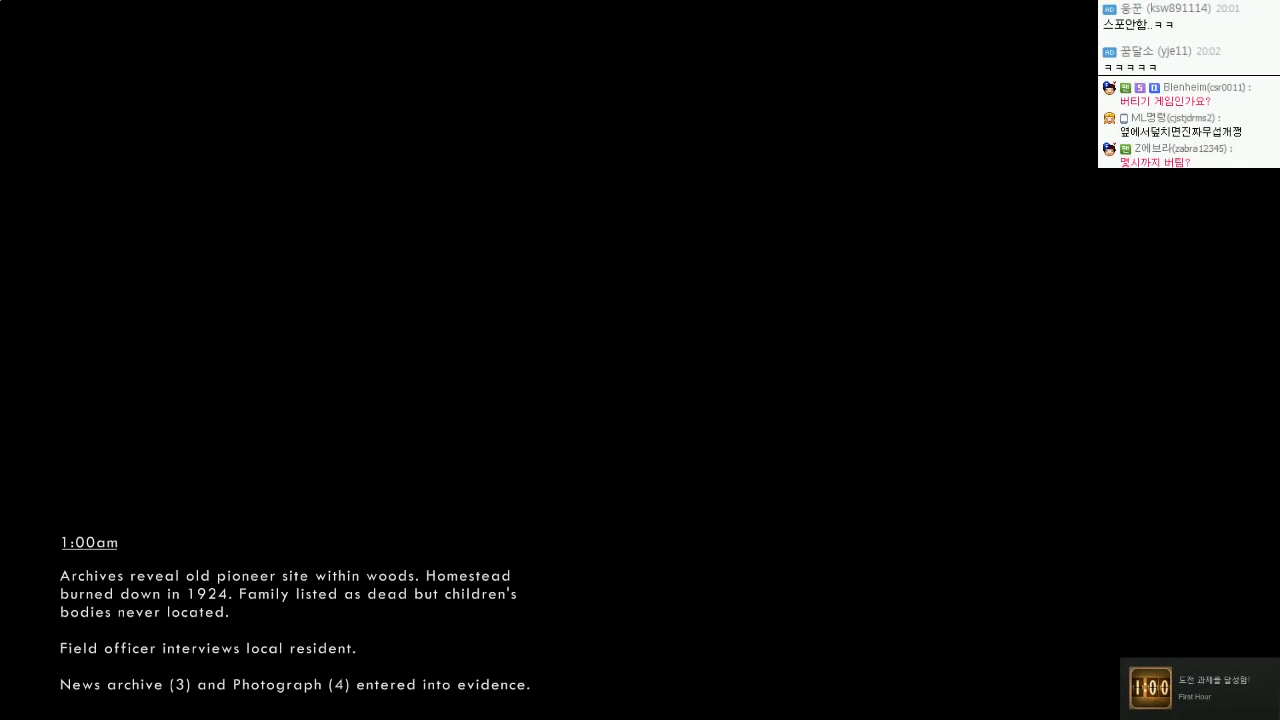 웅꾼 (ksw891114) 20:01
스포안함..ㅋㅋ
꿈달소 (yje11) 20:02
ㅋㅋㅋㅋㅋ
팬 S Blenheim(csr0011) :
버티기 게임인가요?
ML명령(cjstjdrms2) :
옆에서덮치면진짜무섭개쩡
팬 Z에브라(zabra12345) :
몇시까지 버팀?
1:00am
Archives reveal old pioneer site within woods. Homestead
burned down in 1924. Family listed as dead but children's
bodies never located.
Field officer interviews local resident.
News archive (3) and Photograph (4) entered into evidence.
1:00
도전 과제를 달성함!
First Hour